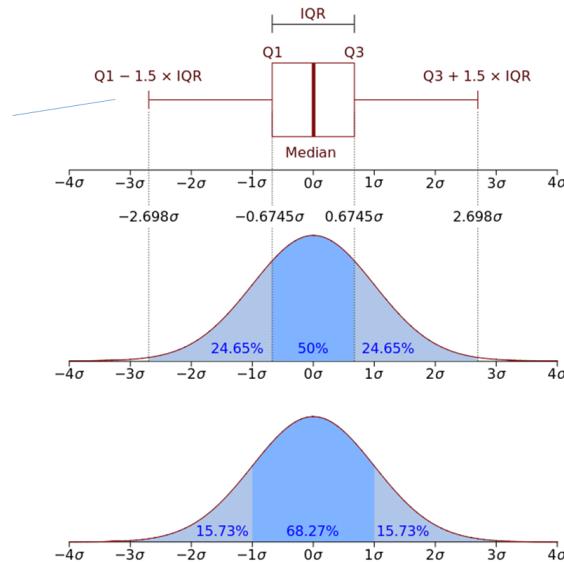 IQR
Q1 Q3
Q1 − 1.5 × IQR Q3 + 1.5 × IQR
Median
−4σ −3σ −2σ −1σ 0σ 1σ 2σ 3σ 4σ
−2.698σ −0.6745σ 0.6745σ 2.698σ
24.65% 50% 24.65%
−4σ −3σ −2σ −1σ 0σ 1σ 2σ 3σ 4σ
15.73% 68.27% 15.73%
−4σ −3σ −2σ −1σ 0σ 1σ 2σ 3σ 4σ